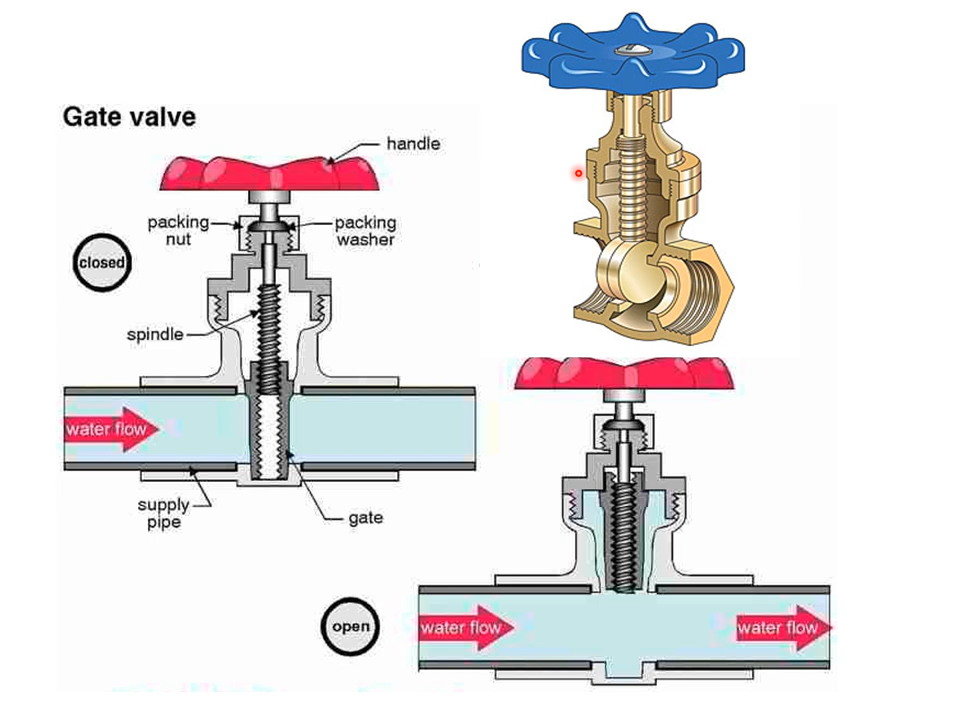 Gate valve
handle
packing
nut
packing
washer
closed
spindle
water flow
supply
pipe
gate
open
water flow
water flow